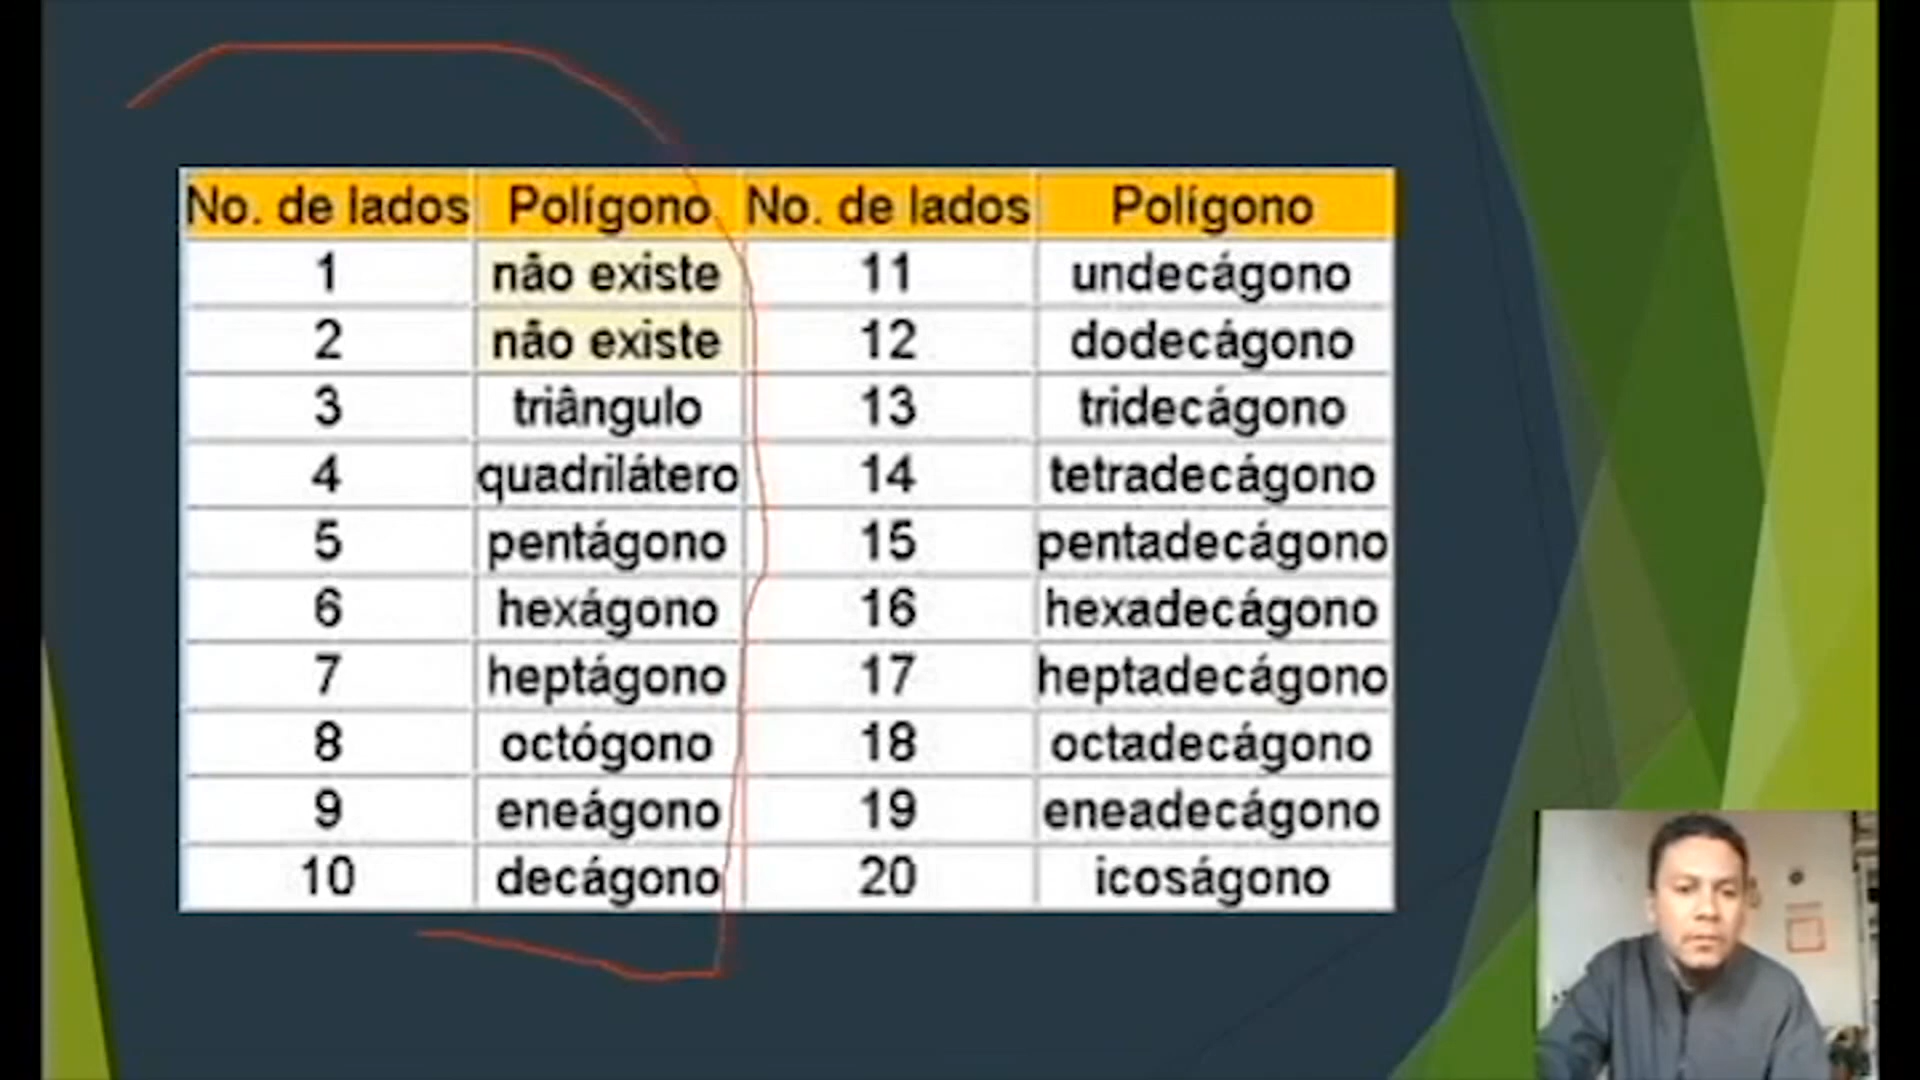 No. de lados Polígono No. de lados Polígono
1 não existe 11 undecágono
2 não existe 12 dodecágono
3 triângulo 13 tridecágono
4 quadrilátero 14 tetradecágono
5 pentágono 15 pentadecágono
6 hexágono 16 hexadecágono
7 heptágono 17 heptadecágono
8 octógono 18 octadecágono
9 eneágono 19 eneadecágono
10 decágono 20 icoságono